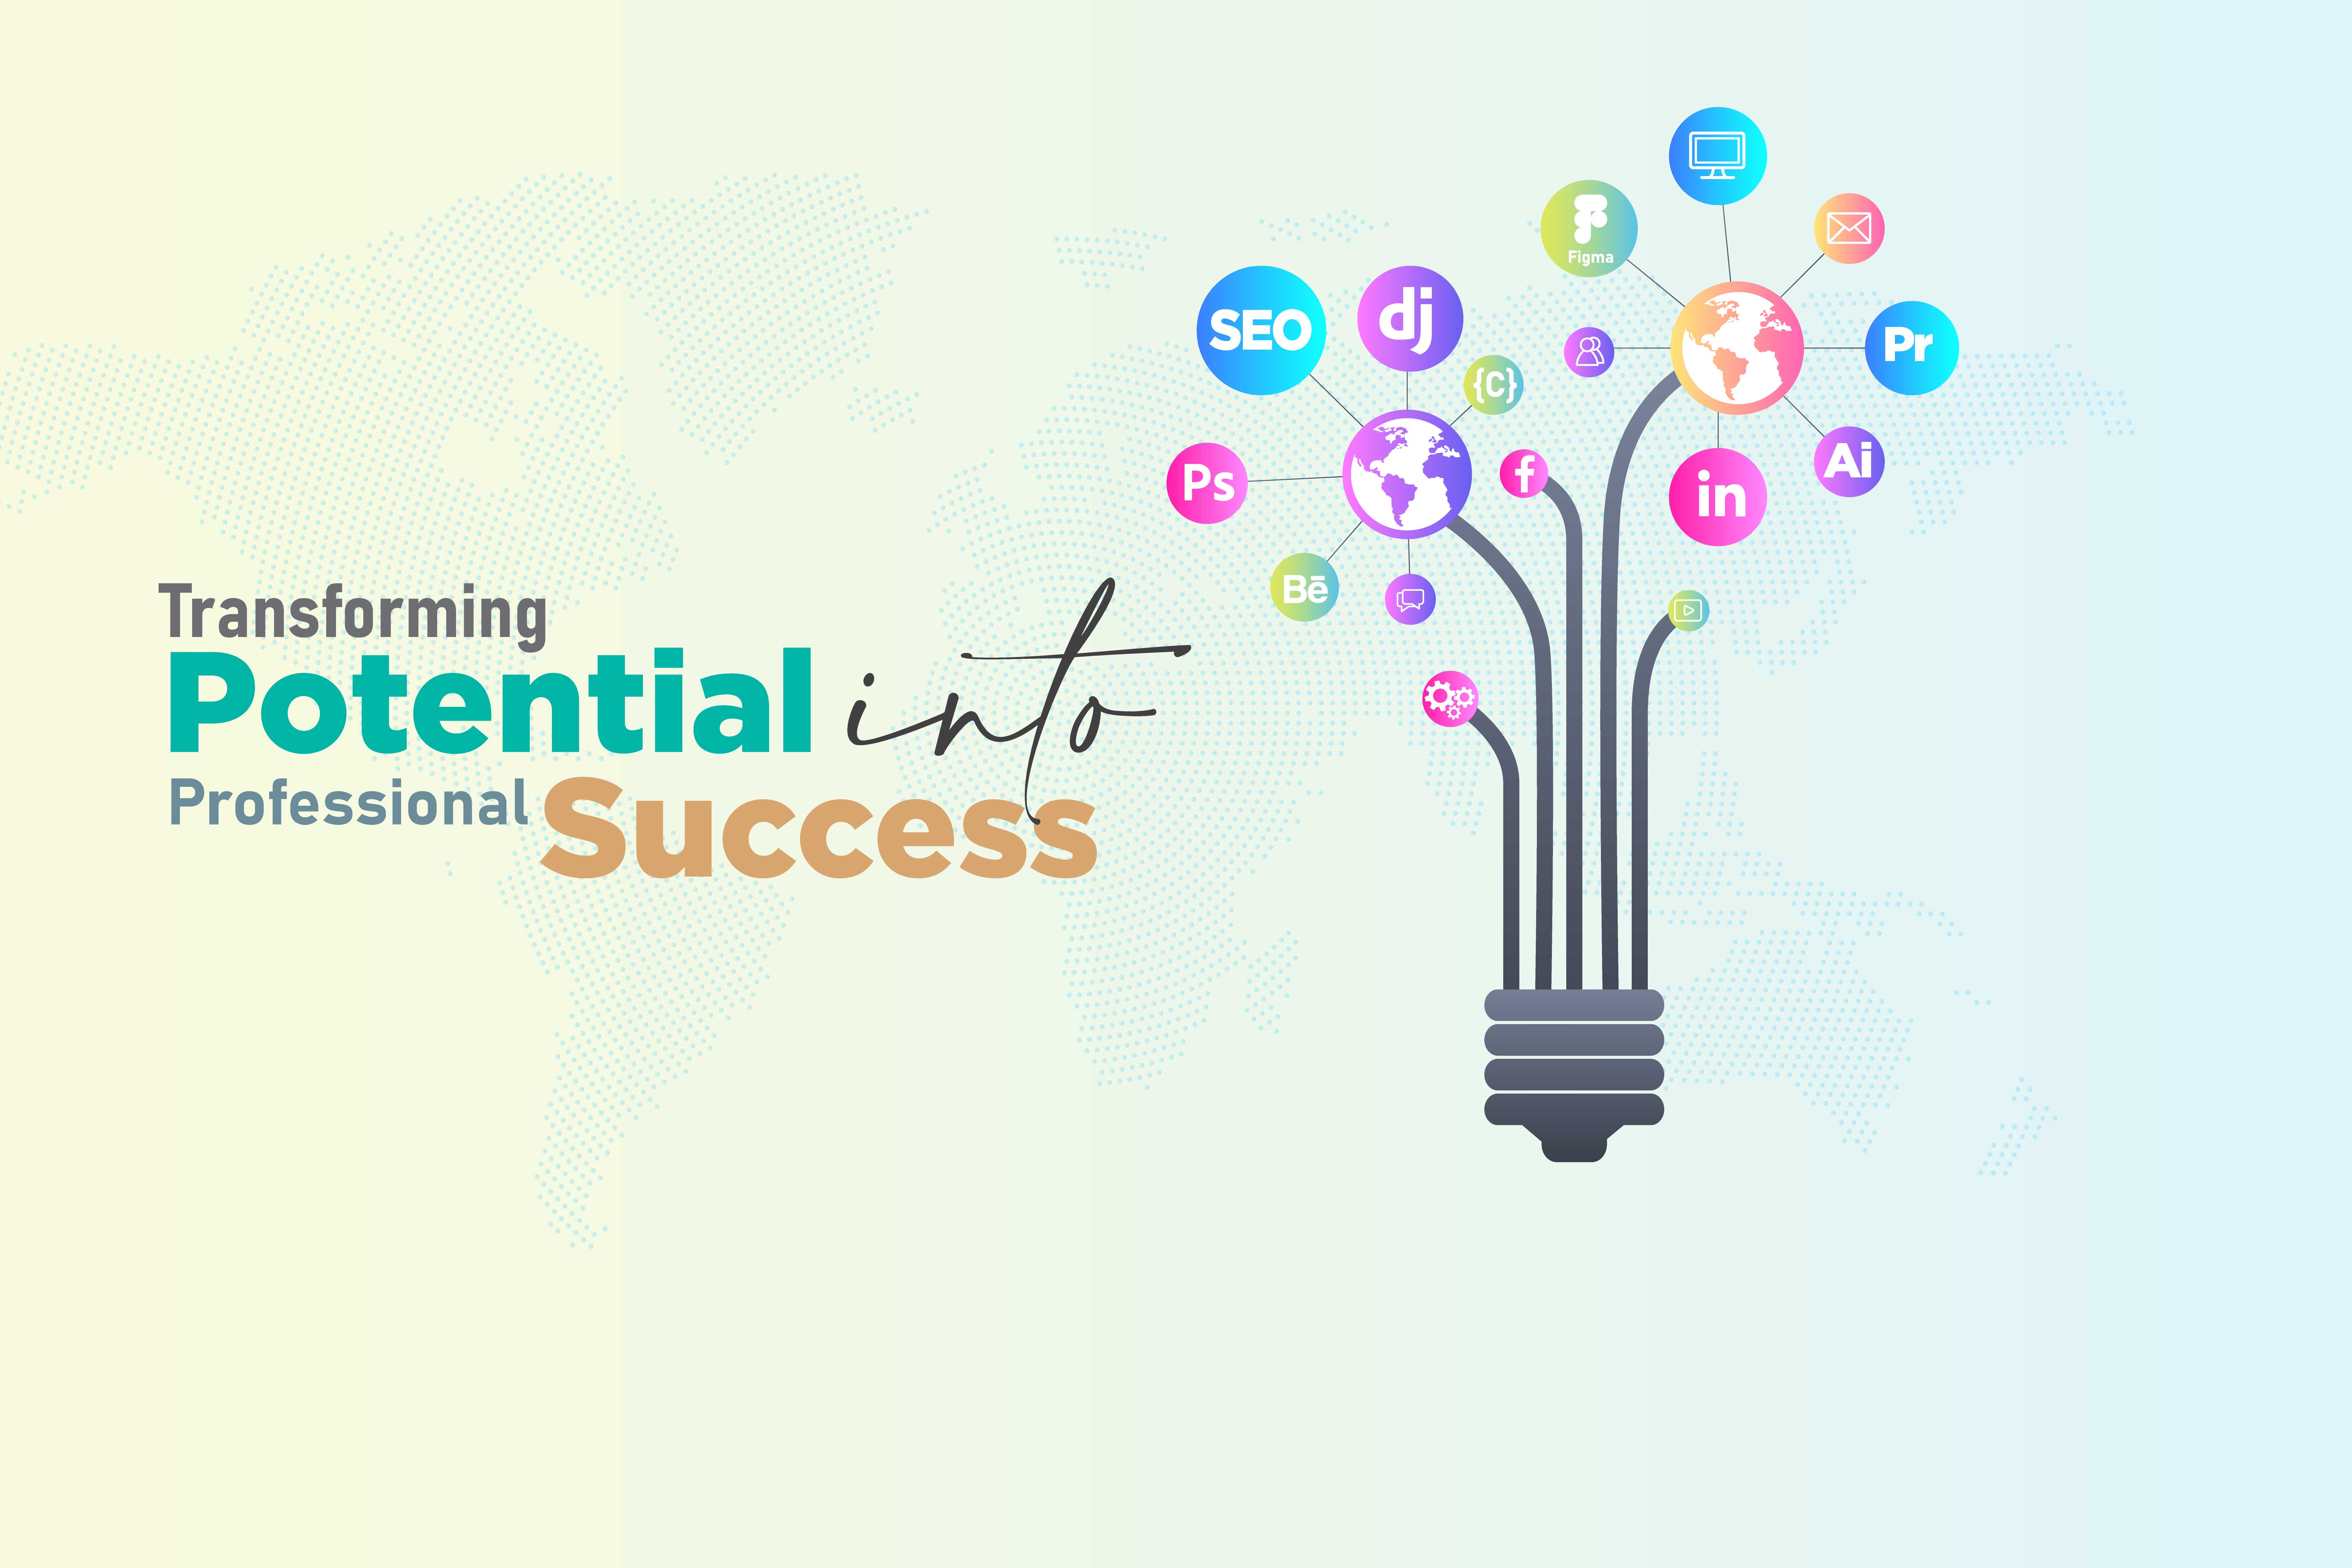 Transforming
Potential into
Professional Success
SEO
dj
{C}
Ps
Bē
f
Figma
Pr
Ai
in